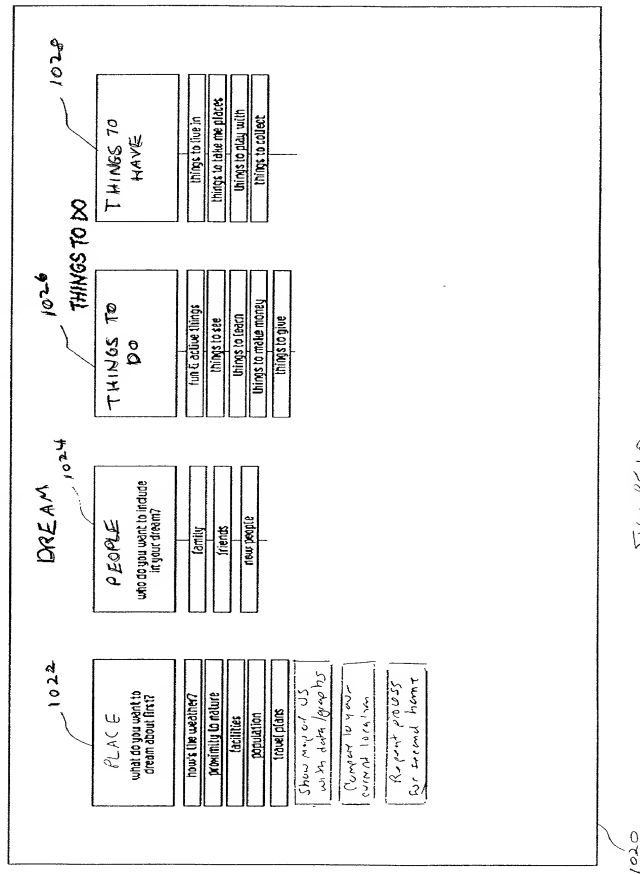 DREAM
THINGS TO DO
1022
PLACE
what do you want to
dream about first?
how's the weather?
proximity to nature
facilities
population
travel plans
Show map of US
with data/graphs
Compare to your
current location
Repeat process
for second home
1024
PEOPLE
who do you want to include
in your dream?
family
friends
new people
1026
THINGS TO
DO
fun & active things
things to see
things to learn
things to make money
things to give
1028
THINGS TO
HAVE
things to live in
things to take me places
things to play with
things to collect
1020